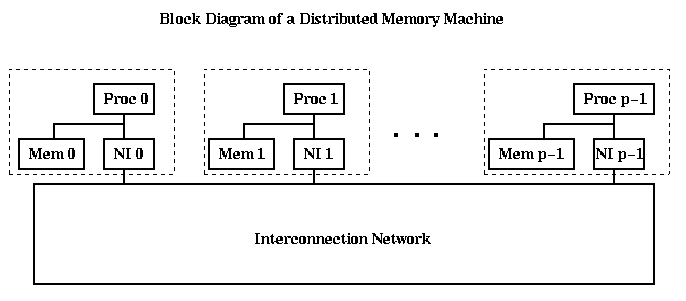 Block Diagram of a Distributed Memory Machine
Proc 0
Proc 1
Proc p-1
Mem 0
NI 0
Mem 1
NI 1
. . .
Mem p-1
NI p-1
Interconnection Network